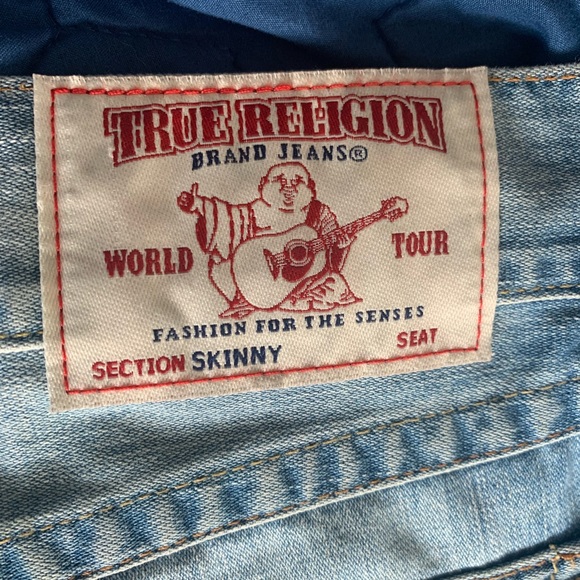 TRUE RELIGION
BRAND JEANS®
WORLD TOUR
FASHION FOR THE SENSES
SECTION SKINNY SEAT